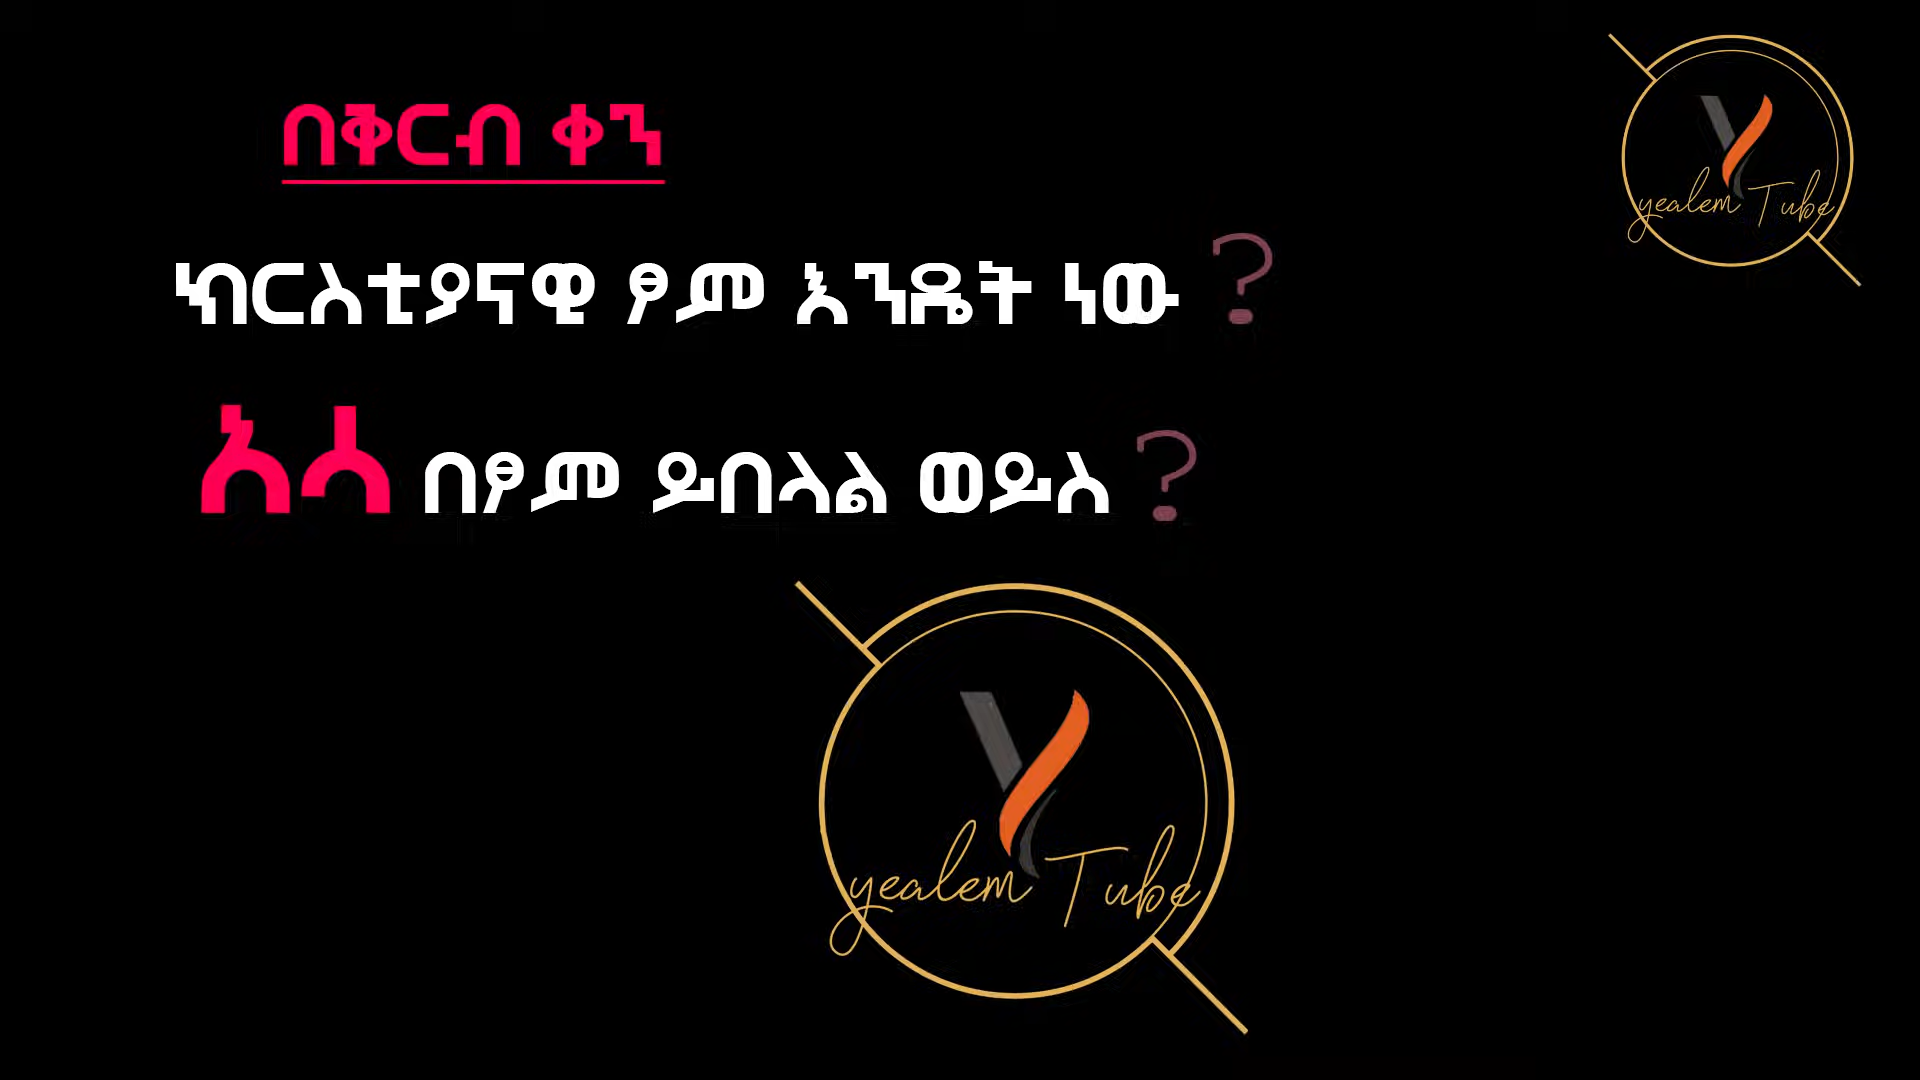 በቅርብ ቀን
yealem Tube
ክርስቲያናዊ ፆም እንዴት ነው ?
አሳ በፆም ይበላል ወይስ ?
yealem Tube